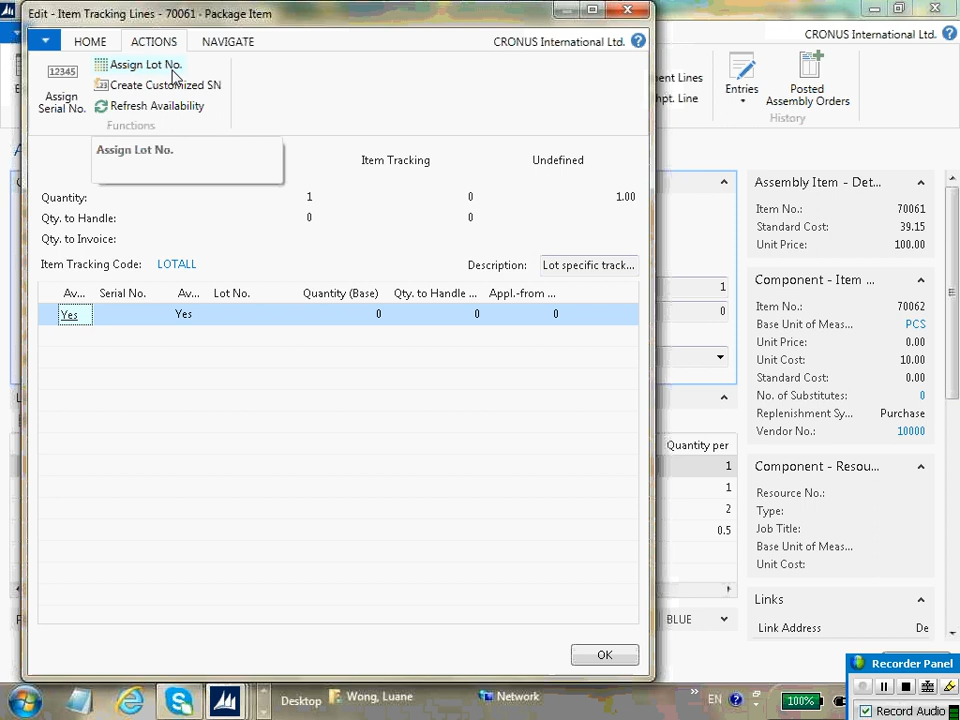 Edit - Item Tracking Lines - 70061 - Package Item
HOME ACTIONS NAVIGATE CRONUS International Ltd.
12345
Assign Serial No.
Assign Lot No.
Create Customized SN
Refresh Availability
Functions
Assign Lot No.
Item Tracking Undefined
Quantity: 1 0 1.00
Qty. to Handle: 0 0
Qty. to Invoice:
Item Tracking Code: LOTALL Description: Lot specific track...
Av... Serial No. Av... Lot No. Quantity (Base) Qty. to Handle ... Appl.-from ...
Yes Yes 0 0 0
OK
CRONUS International Ltd.
ent Lines
hpt. Line
Entries
Posted Assembly Orders
History
1
0
Quantity per
1
1
2
0.5
BLUE
Assembly Item - Det...
Item No.: 70061
Standard Cost: 39.15
Unit Price: 100.00
Component - Item ...
Item No.: 70062
Base Unit of Meas... PCS
Unit Price: 0.00
Unit Cost: 10.00
Standard Cost: 0.00
No. of Substitutes: 0
Replenishment Sy... Purchase
Vendor No.: 10000
Component - Resou...
Resource No.:
Type:
Job Title:
Base Unit of Meas...
Unit Cost:
Links
Link Address De
Recorder Panel
Record Audio
Desktop Wong, Luane Network EN 100%